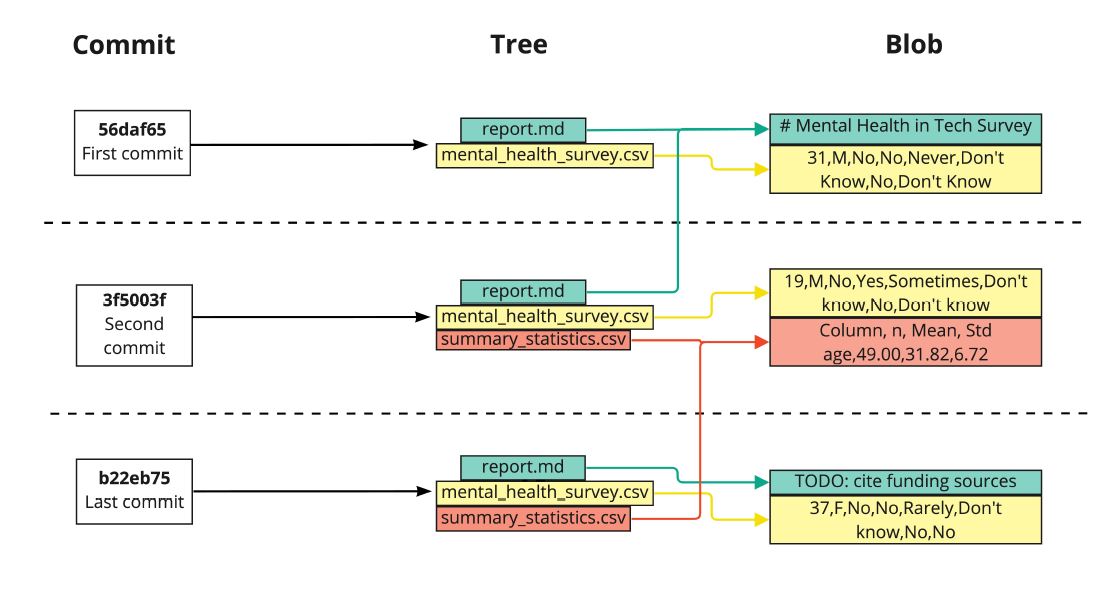 Commit
Tree
Blob
56daf65
First commit
report.md
mental_health_survey.csv
# Mental Health in Tech Survey
31,M,No,No,Never,Don't
Know,No,Don't Know
3f5003f
Second
commit
report.md
mental_health_survey.csv
summary_statistics.csv
19,M,No,Yes,Sometimes,Don't
know,No,Don't know
Column, n, Mean, Std
age,49.00,31.82,6.72
b22eb75
Last commit
report.md
mental_health_survey.csv
summary_statistics.csv
TODO: cite funding sources
37,F,No,No,Rarely,Don't
know,No,No